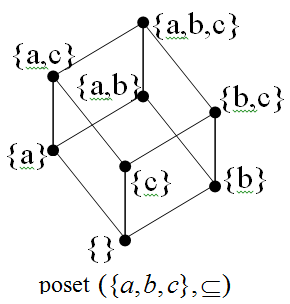 {a,b,c}
{a,c}
{a,b}
{b,c}
{a}
{c}
{b}
{}
poset ({a,b,c},⊆)